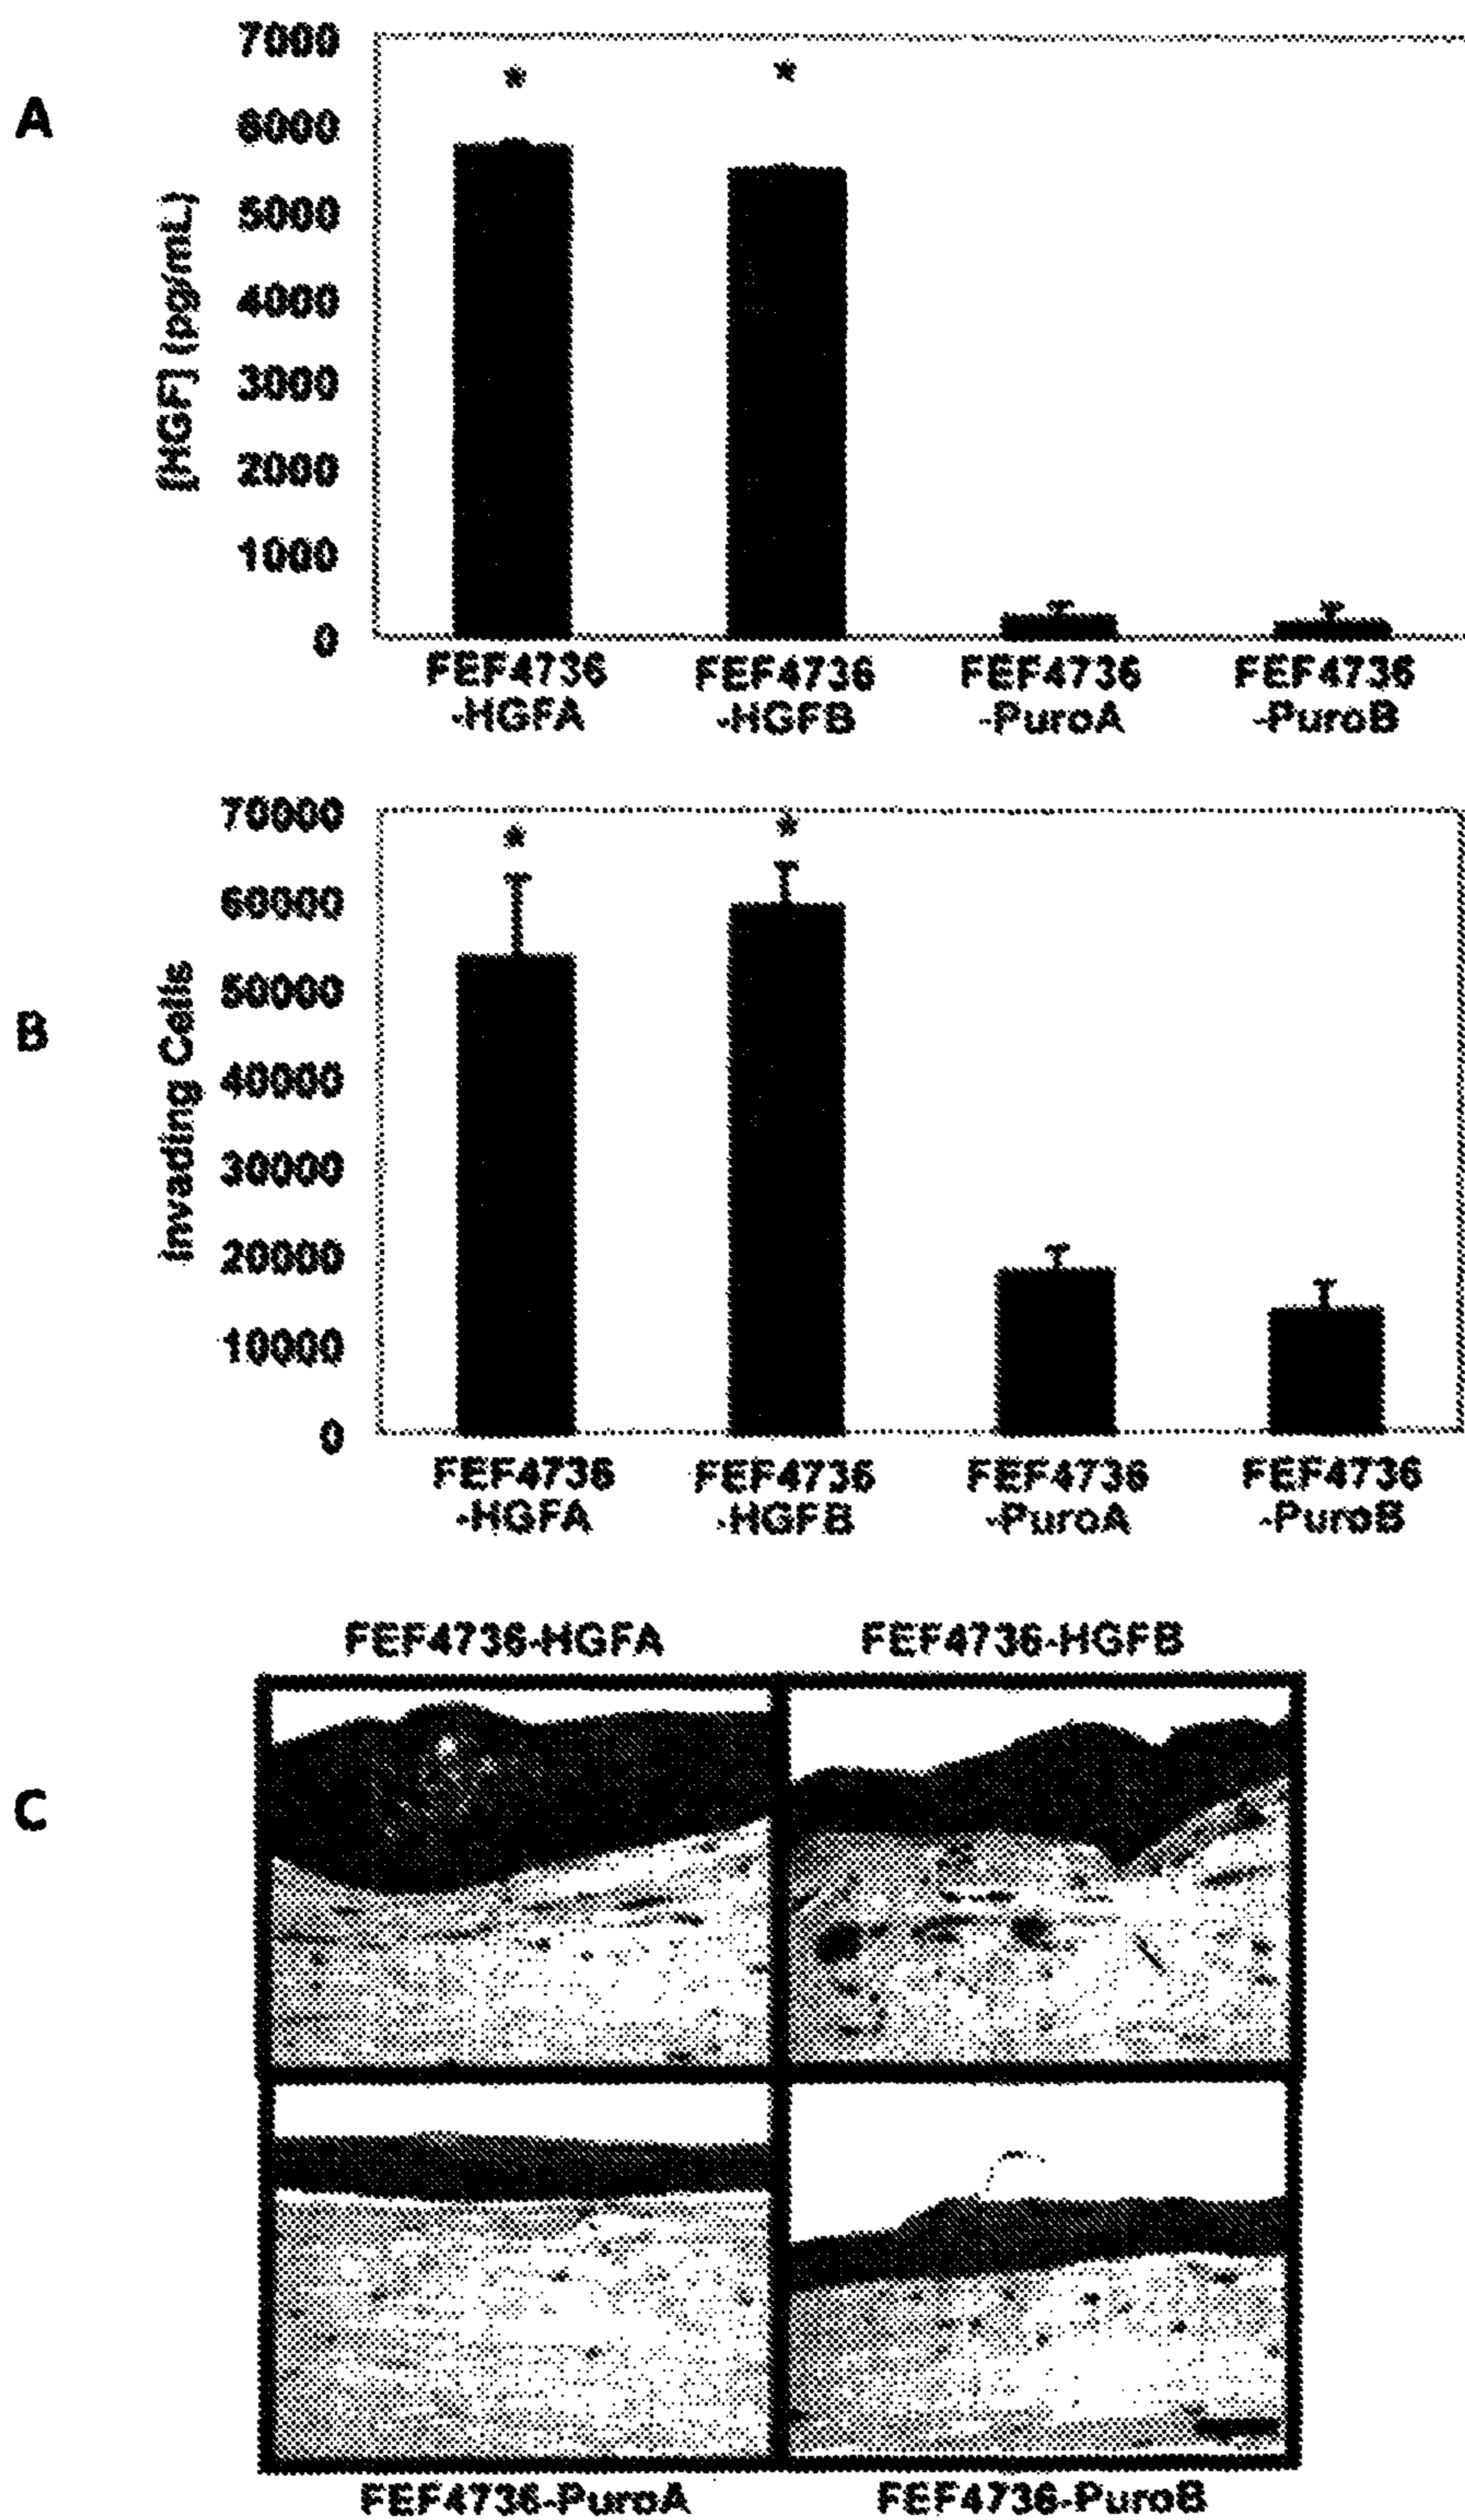 A
[HGF] (pg/mL)
7000
6000
5000
4000
3000
2000
1000
0
*
*
FEF4736
-HGFA
FEF4736
-HGFB
FEF4736
-PuroA
FEF4736
-PuroB
B
Invading Cells
70000
60000
50000
40000
30000
20000
10000
0
*
*
FEF4736
-HGFA
FEF4736
-HGFB
FEF4736
-PuroA
FEF4736
-PuroB
C
FEF4736-HGFA
FEF4736-HGFB
FEF4736-PuroA
FEF4736-PuroB